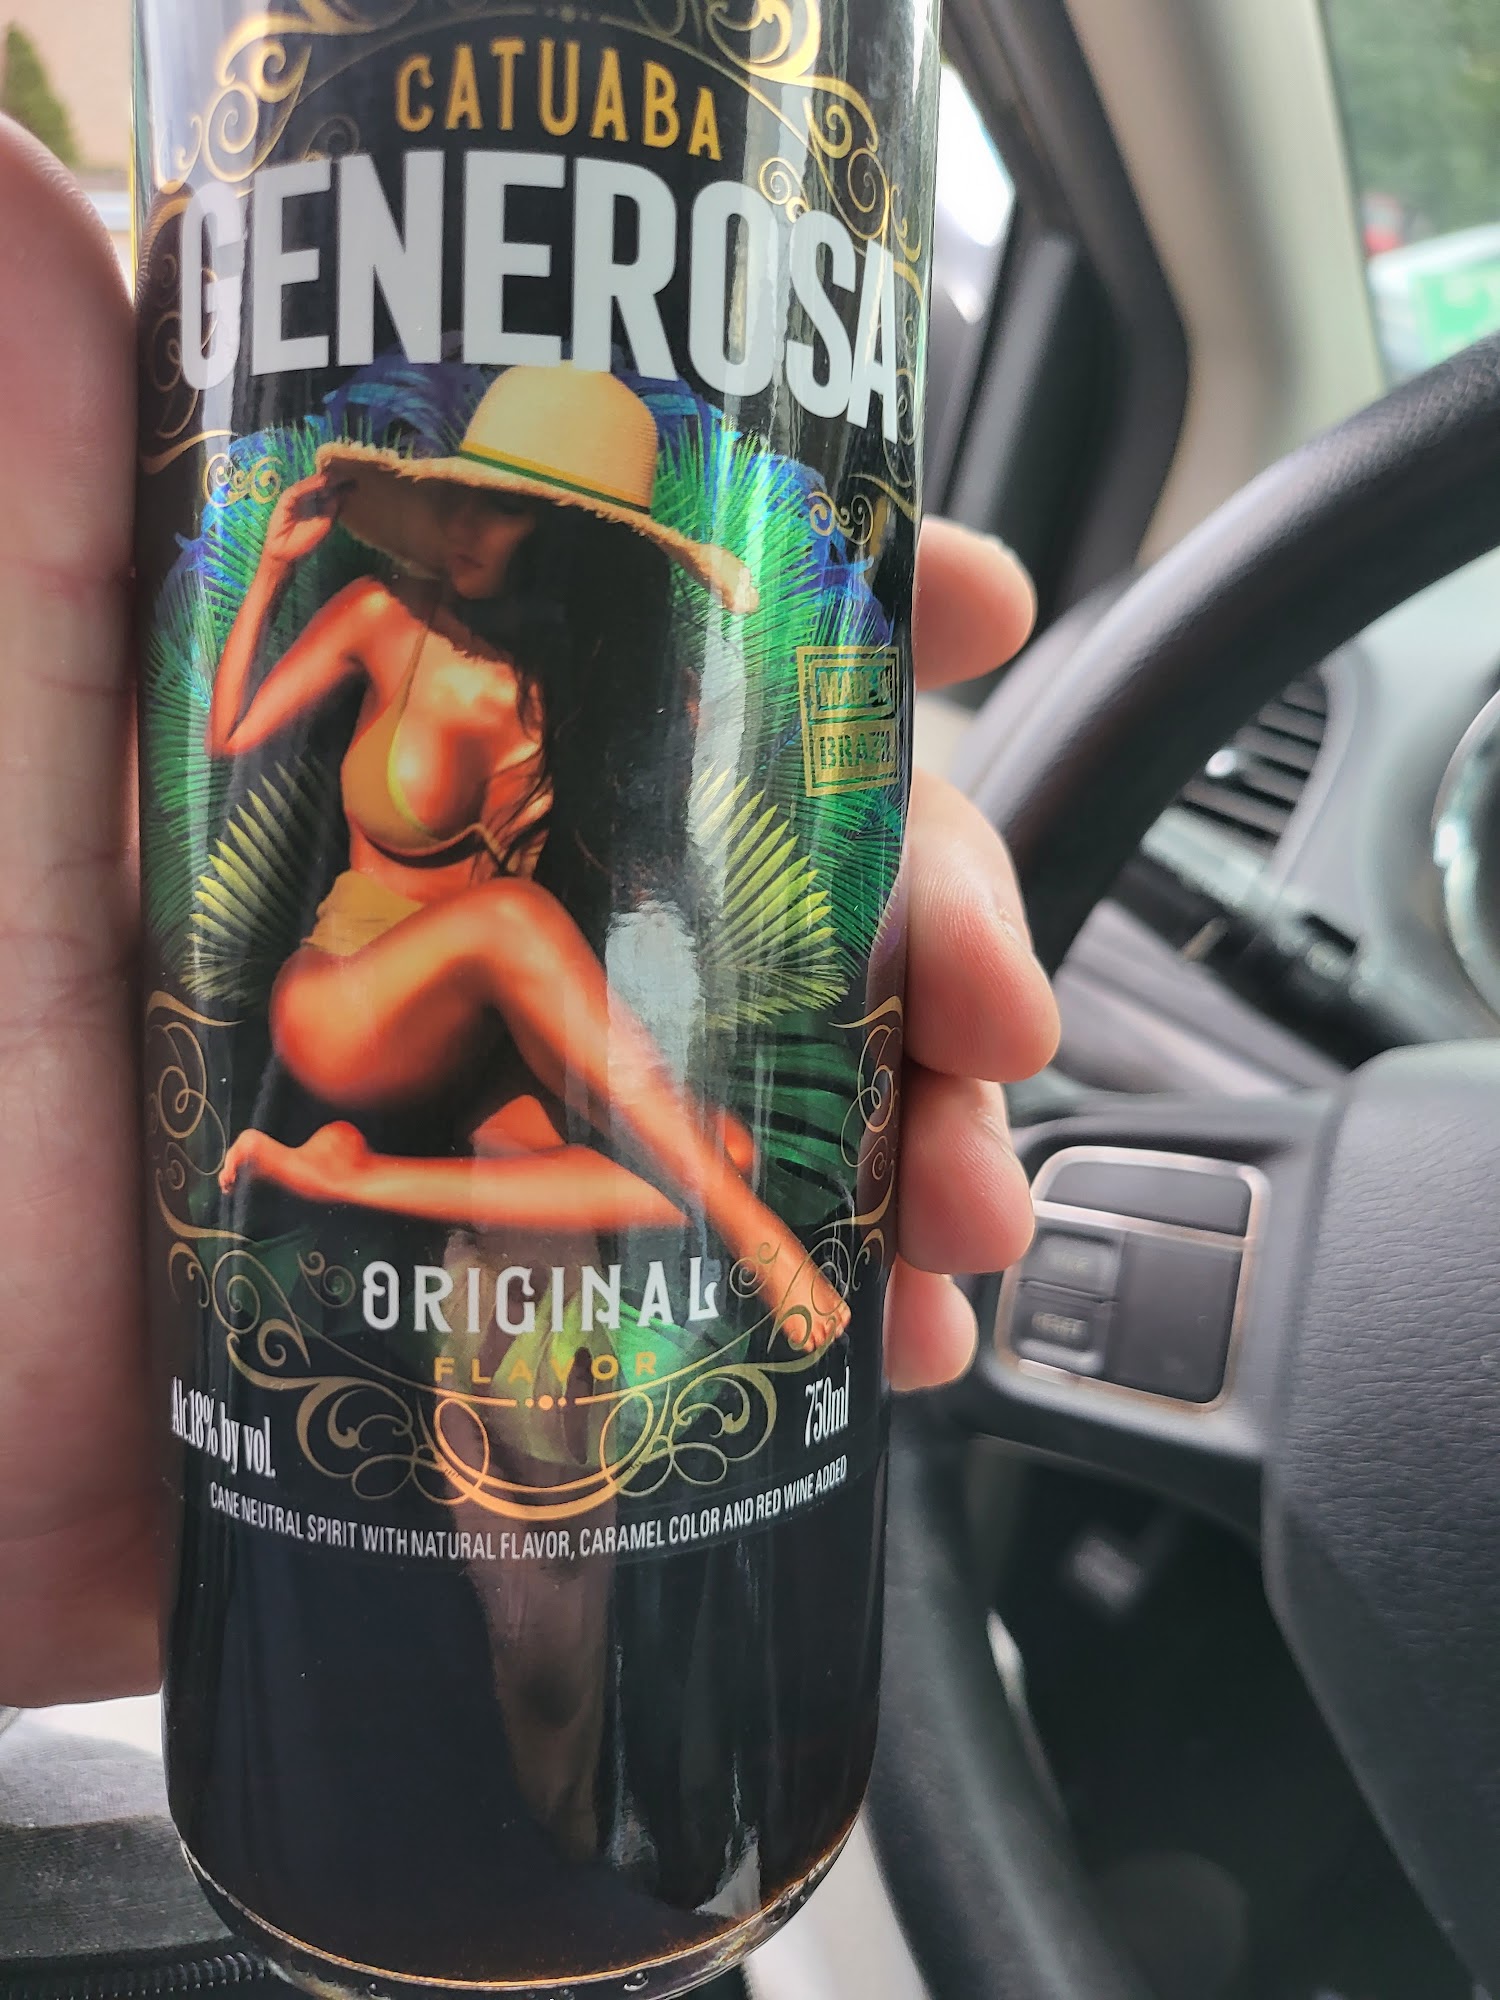 CATUABA
GENEROSA
MADE IN
BRAZIL
ORIGINAL
FLAVOR
Alc.18% by vol.
750ml
CANE NEUTRAL SPIRIT WITH NATURAL FLAVOR, CARAMEL COLOR AND RED WINE ADDED
RESET